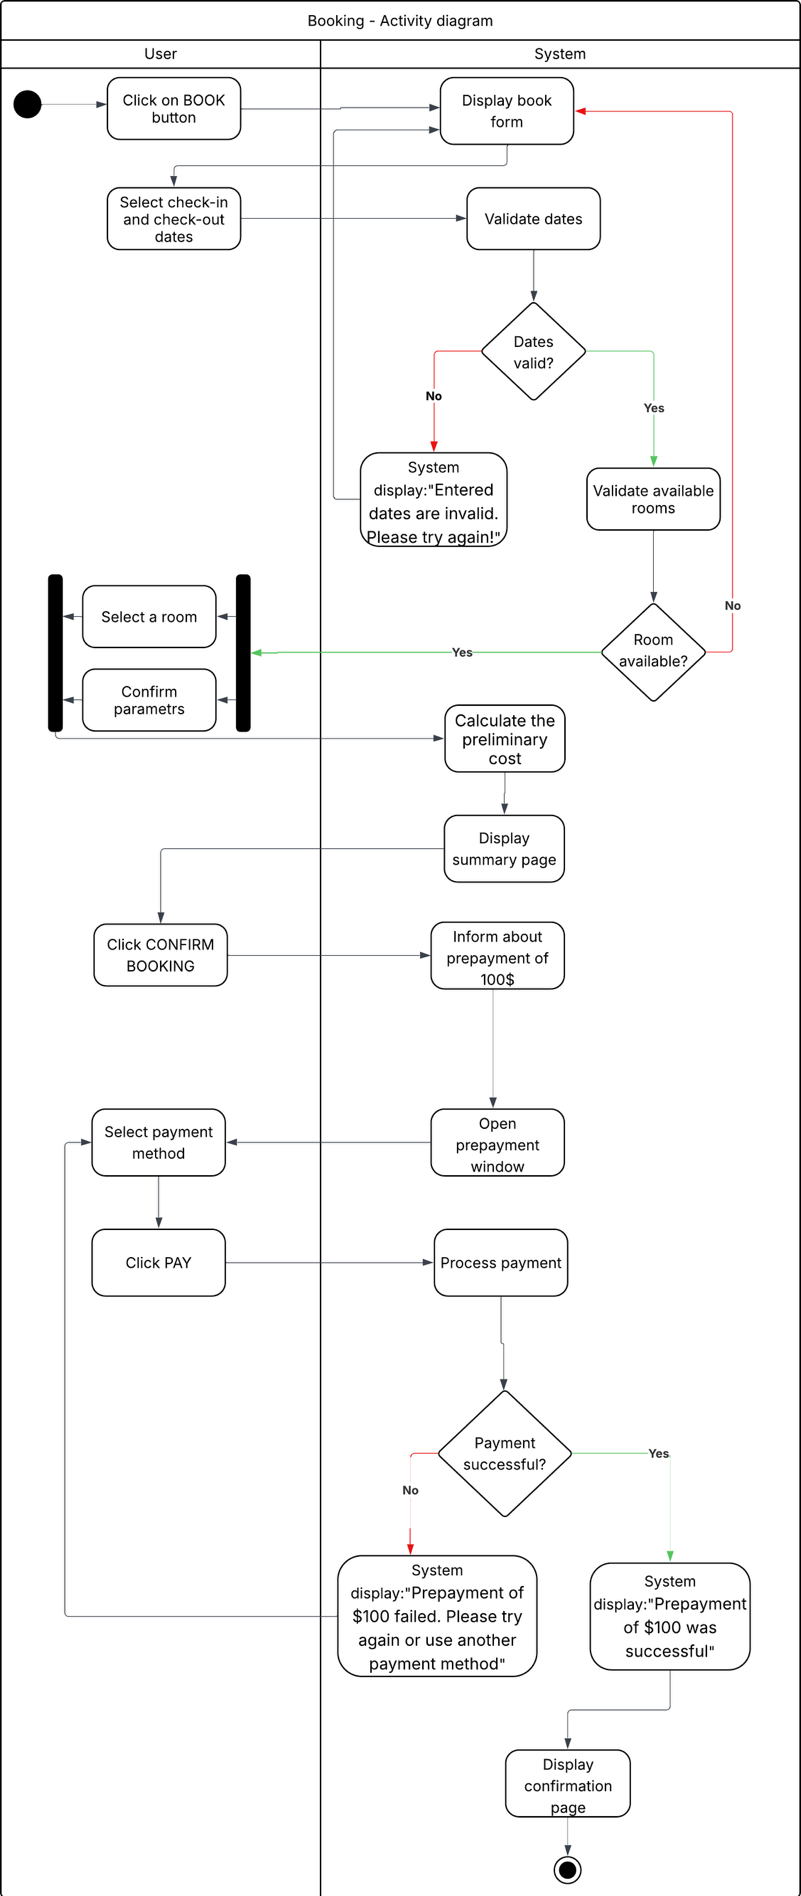 Booking - Activity diagram
User
System
Click on BOOK
button
Display book
form
Select check-in
and check-out
dates
Validate dates
Dates
valid?
No
Yes
System
display:"Entered
dates are invalid.
Please try again!"
Validate available
rooms
Select a room
No
Room
available?
Yes
Confirm
parametrs
Calculate the
preliminary
cost
Display
summary page
Click CONFIRM
BOOKING
Inform about
prepayment of
100$
Select payment
method
Open
prepayment
window
Click PAY
Process payment
Payment
successful?
Yes
No
System
display:"Prepayment of
$100 failed. Please try
again or use another
payment method"
System
display:"Prepayment
of $100 was
successful"
Display
confirmation
page